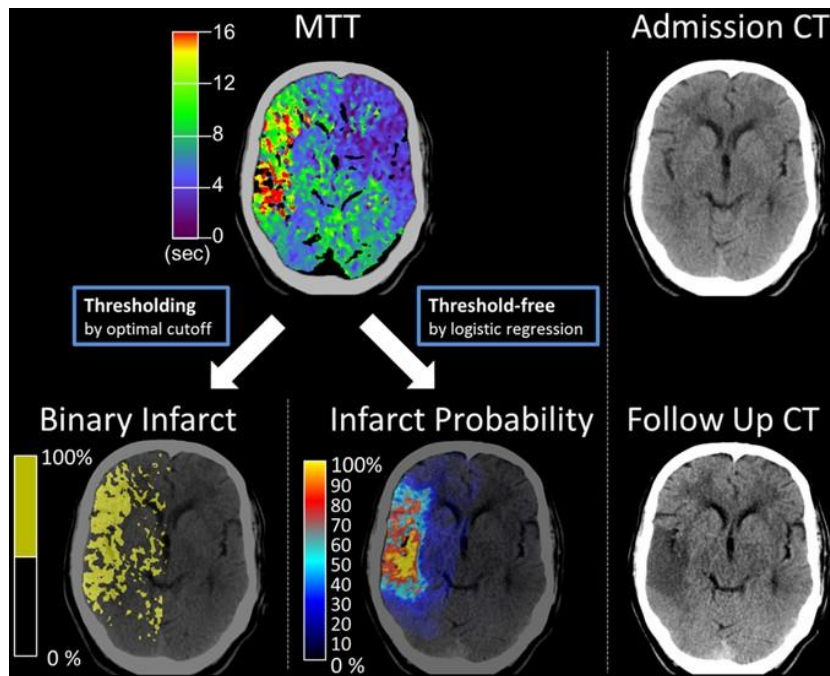 MTT
Admission CT
16
12
8
4
0
(sec)
Thresholding
by optimal cutoff
Threshold-free
by logistic regression
Binary Infarct
Infarct Probability
Follow Up CT
100%
0 %
100%
90
80
70
60
50
40
30
20
10
0 %